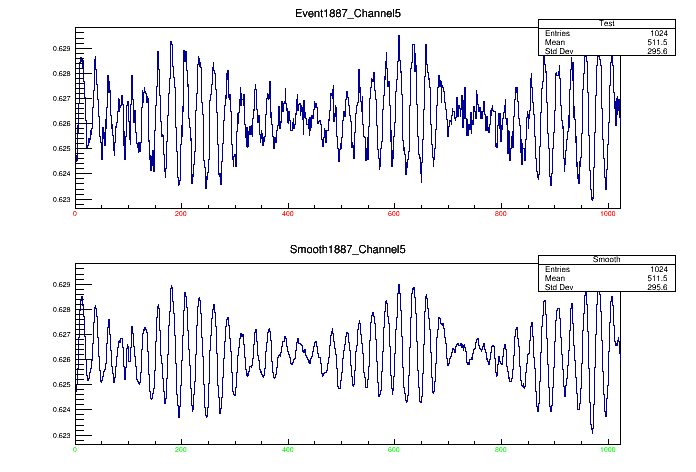 Event1887_Channel5
Test
Entries 1024
Mean 511.5
Std Dev 295.6
0.629
0.628
0.627
0.626
0.625
0.624
0.623
0 200 400 600 800 1000
Smooth1887_Channel5
Smooth
Entries 1024
Mean 511.5
Std Dev 295.6
0.629
0.628
0.627
0.626
0.625
0.624
0.623
0 200 400 600 800 1000